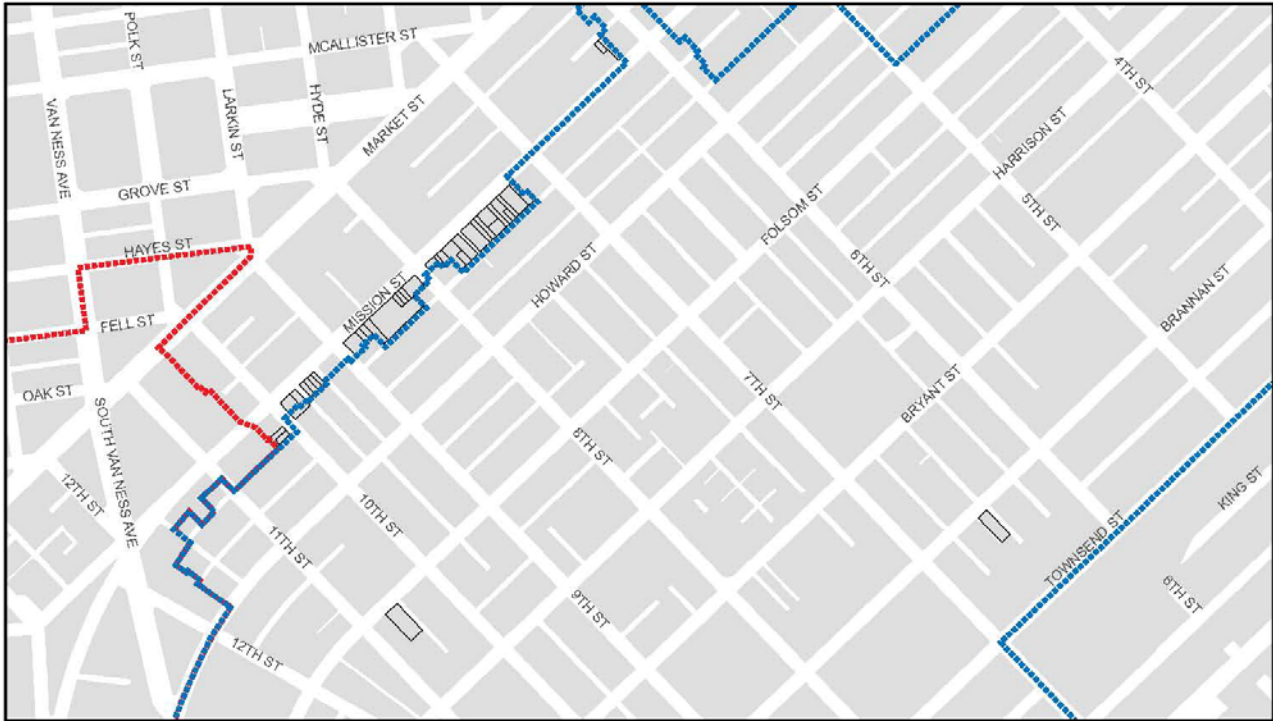 POLK ST
MCALLISTER ST
4TH ST
VAN NESS AVE
LARKIN ST
HYDE ST
MARKET ST
HARRISON ST
GROVE ST
FOLSOM ST
5TH ST
HAYES ST
6TH ST
HOWARD ST
MISSION ST
BRANNAN ST
FELL ST
OAK ST
7TH ST
BRYANT ST
SOUTH VAN NESS AVE
8TH ST
12TH ST
KING ST
10TH ST
11TH ST
TOWNSEND ST
6TH ST
9TH ST
12TH ST